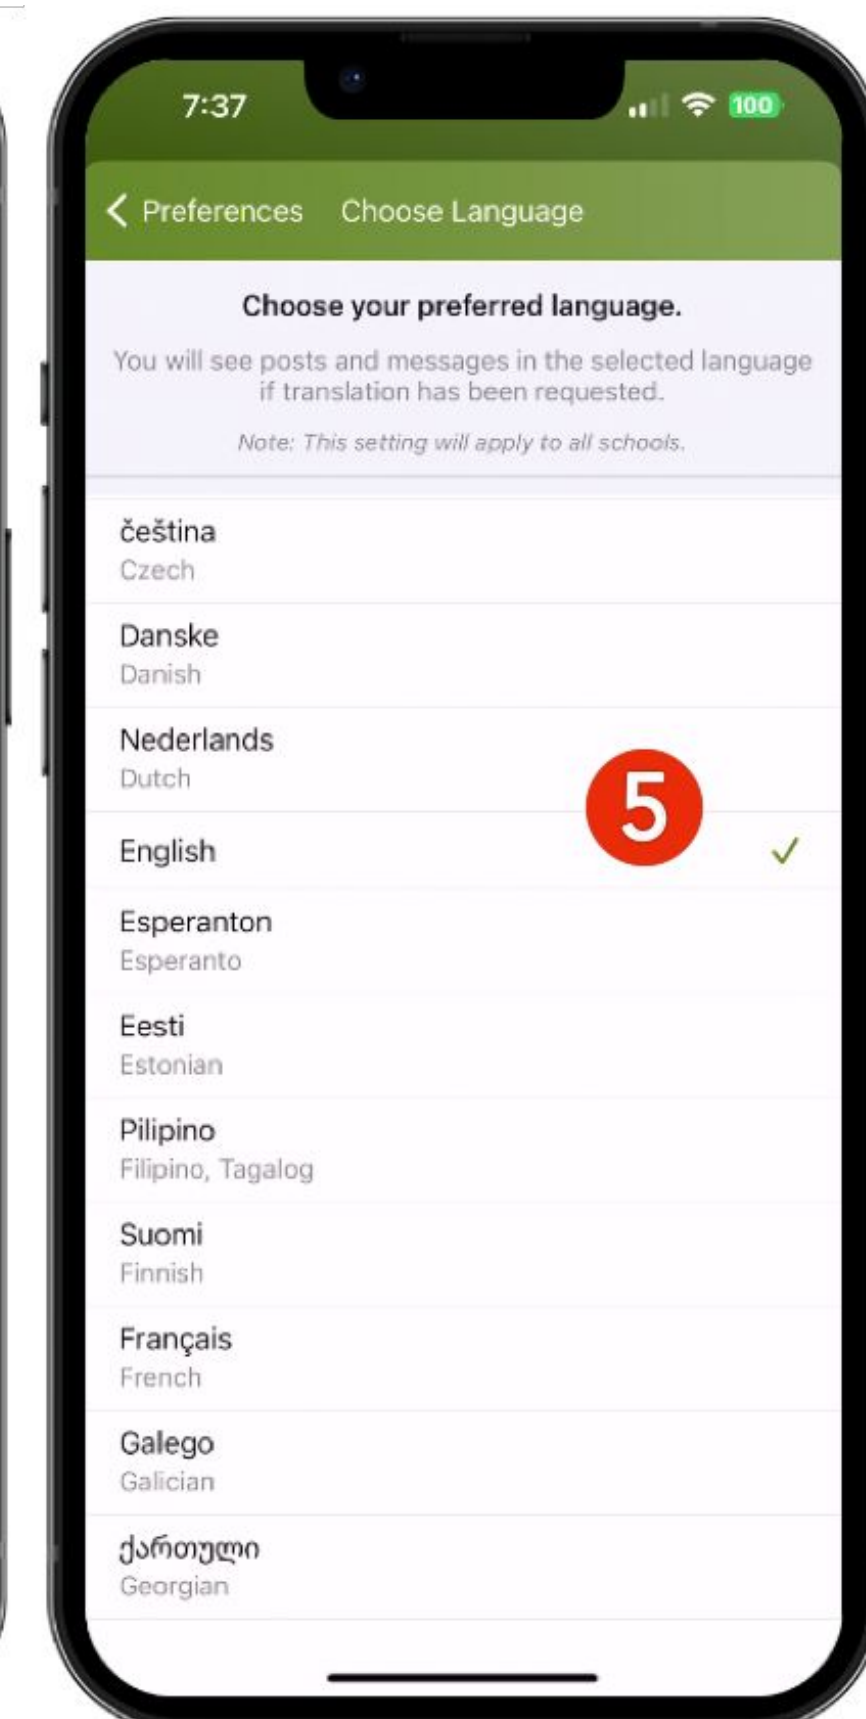 7:37
100
Preferences
Choose Language
Choose your preferred language.
You will see posts and messages in the selected language
if translation has been requested.
Note: This setting will apply to all schools.
čeština
Czech
Danske
Danish
Nederlands
Dutch
5
English
Esperanton
Esperanto
Eesti
Estonian
Pilipino
Filipino, Tagalog
Suomi
Finnish
Français
French
Galego
Galician
ქართული
Georgian